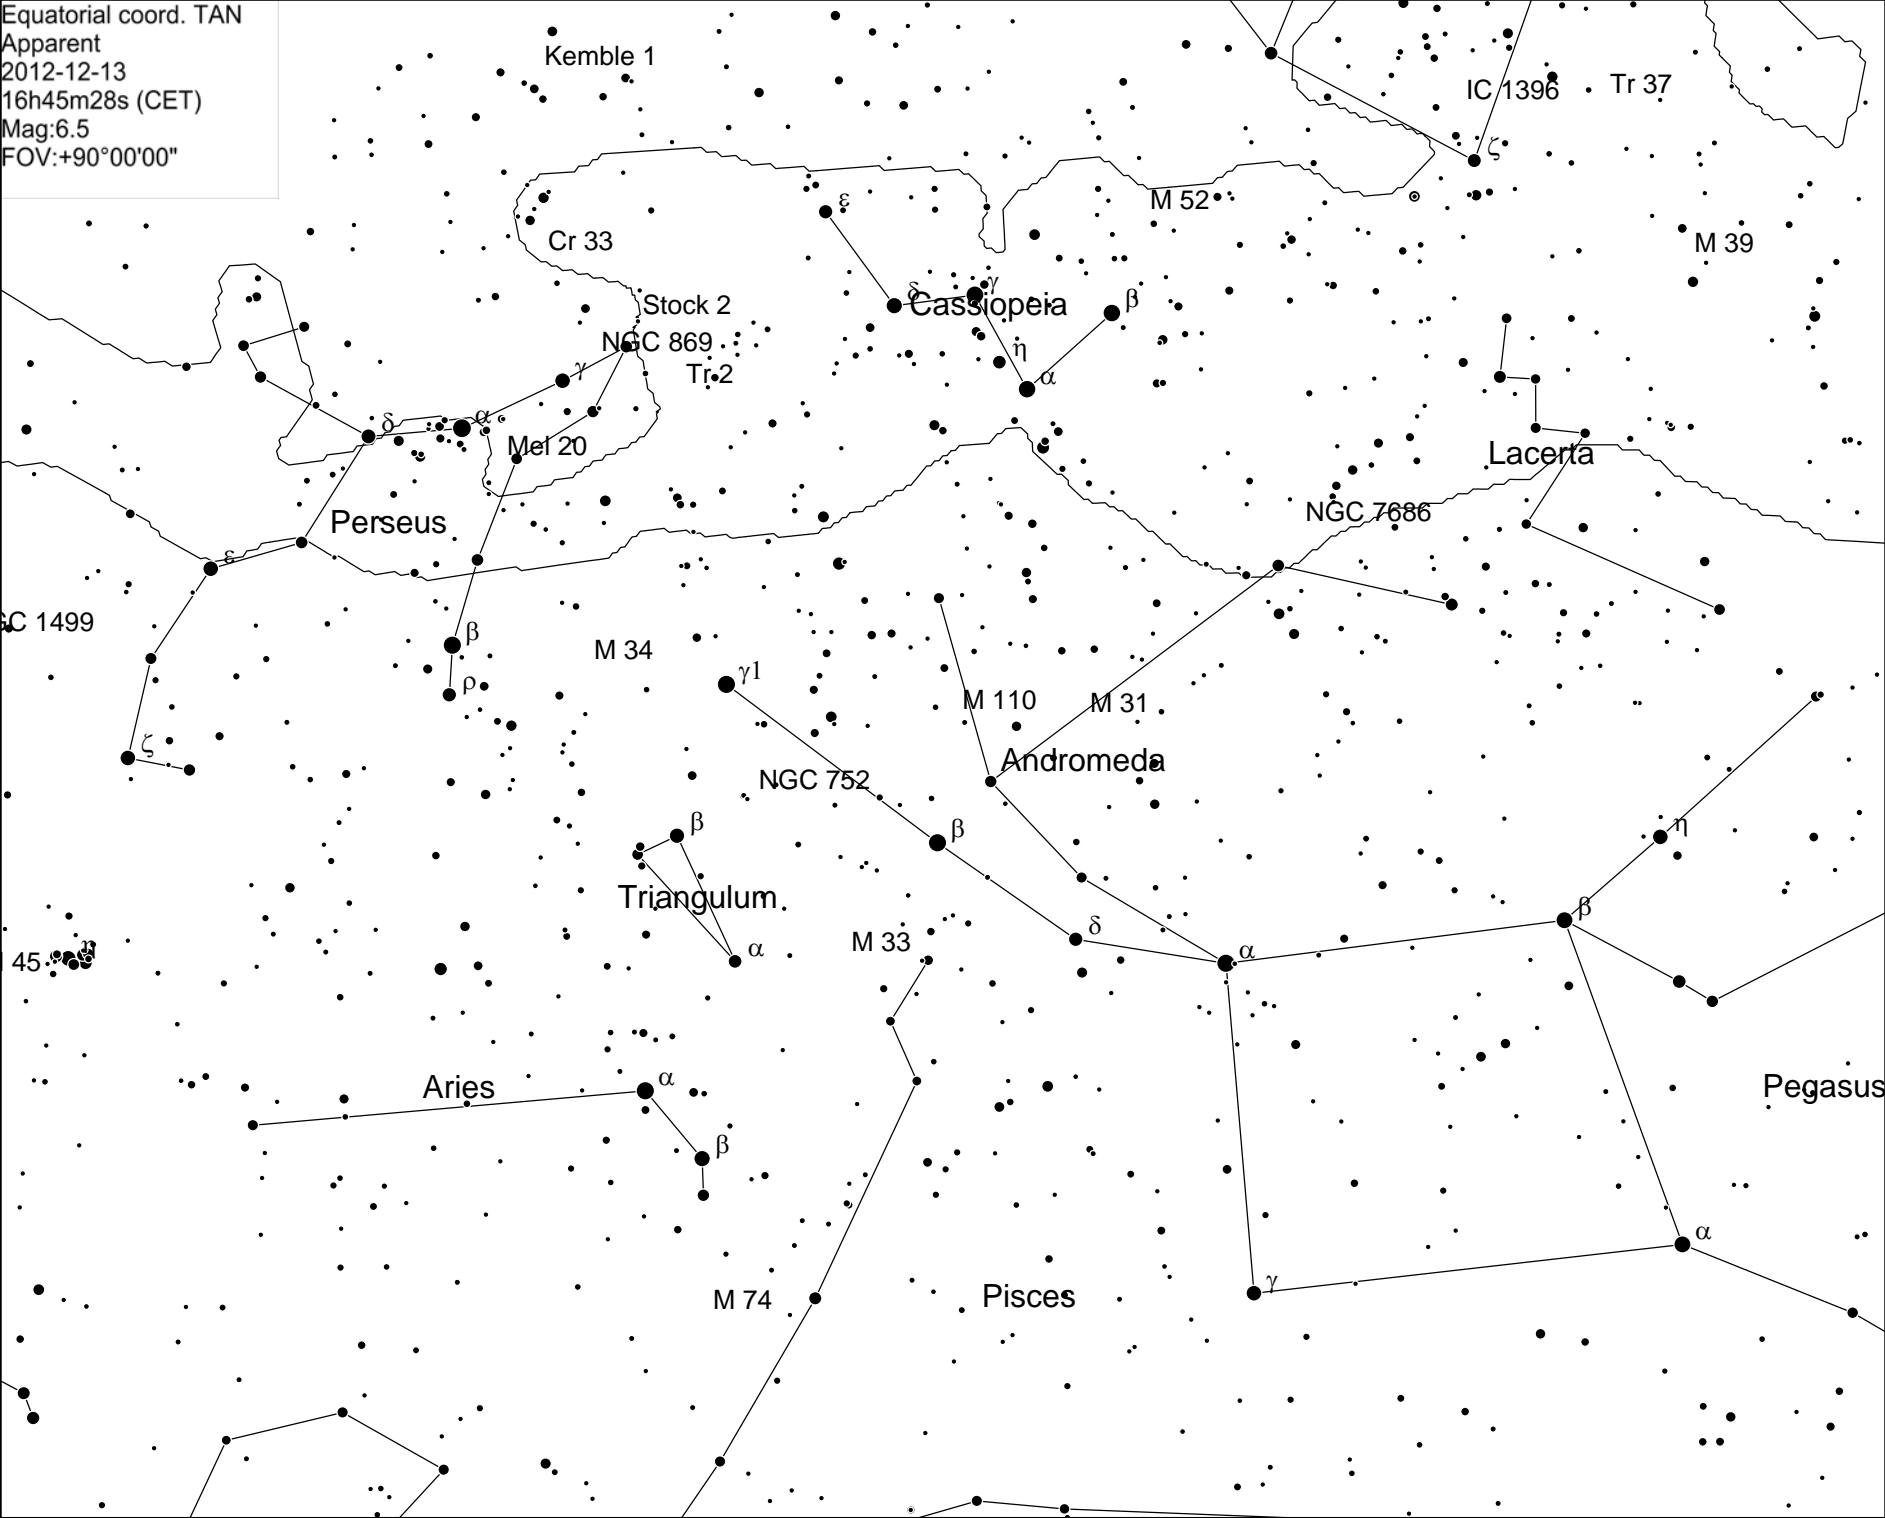 Equatorial coord. TAN
Apparent
2012-12-13
16h45m28s (CET)
Mag:6.5
FOV:+90°00'00"
Kemble 1
IC 1396
Tr 37
ζ
M 52
ε
Cr 33
M 39
γ
δ
Cassiopeia
β
Stock 2
NGC 869
η
Tr 2
α
γ
δ
α
Mel 20
Lacerta
NGC 7686
Perseus
ε
GC 1499
β
M 34
γ1
ρ
M 110
M 31
ζ
Andromeda
NGC 752
β
β
η
Triangulum
β
M 33
δ
α
α
η
45
Aries
α
Pegasus
β
α
γ
Pisces
M 74